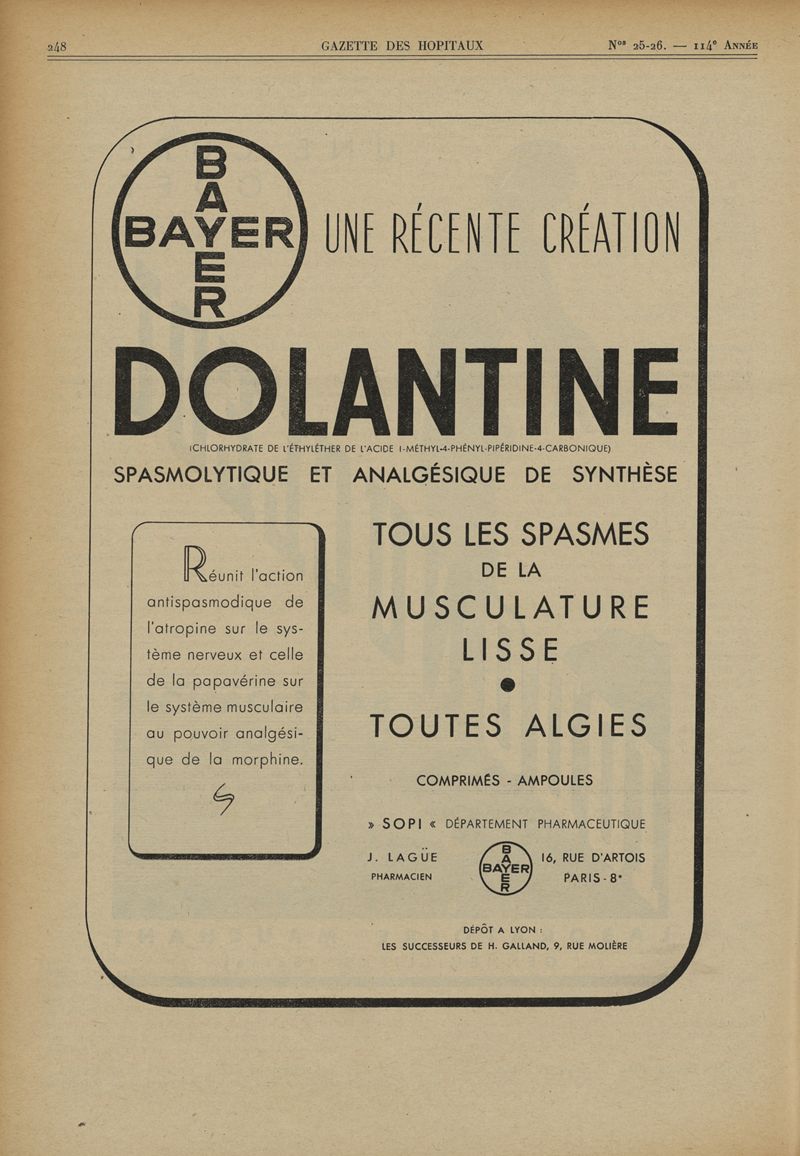 248
GAZETTE DES HOPITAUX
Nos 25-26. — 114e ANNÉE
BAYER
BAYER
UNE RÉCENTE CRÉATION
DOLANTINE
(CHLORHYDRATE DE L'ÉTHYLÉTHER DE L'ACIDE 1-MÉTHYL-4-PHÉNYL-PIPÉRIDINE-4-CARBONIQUE)
SPASMOLYTIQUE ET ANALGÉSIQUE DE SYNTHÈSE
Réunit l'action
antispasmodique de
l'atropine sur le sys-
tème nerveux et celle
de la papavérine sur
le système musculaire
au pouvoir analgési-
que de la morphine.
TOUS LES SPASMES
DE LA
MUSCULATURE
LISSE
•
TOUTES ALGIES
COMPRIMÉS - AMPOULES
» SOPI « DÉPARTEMENT PHARMACEUTIQUE
J. LAGÜE
PHARMACIEN
BAYER
BAYER
16, RUE D'ARTOIS
PARIS - 8e
DÉPÔT A LYON :
LES SUCCESSEURS DE H. GALLAND, 9, RUE MOLIÈRE